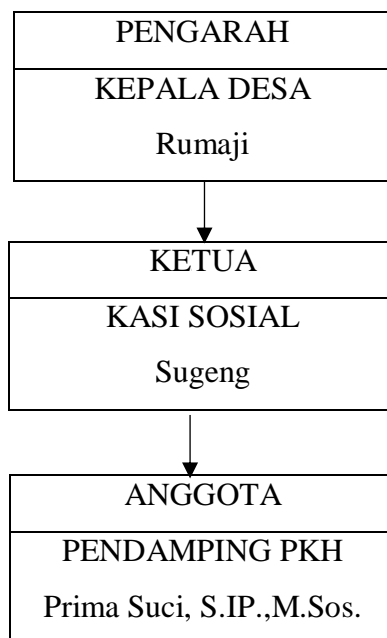 PENGARAH
KEPALA DESA
Rumaji
KETUA
KASI SOSIAL
Sugeng
ANGGOTA
PENDAMPING PKH
Prima Suci, S.IP.,M.Sos.